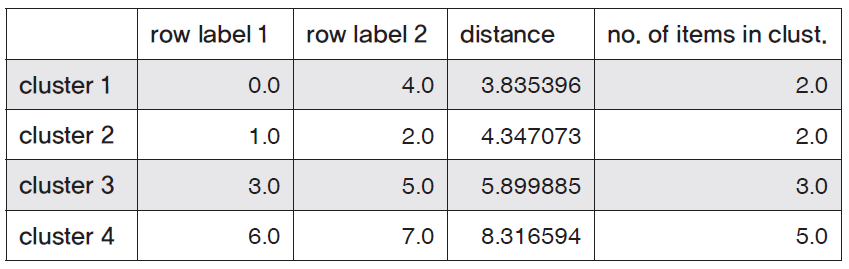 row label 1 row label 2 distance no. of items in clust.
cluster 1 0.0 4.0 3.835396 2.0
cluster 2 1.0 2.0 4.347073 2.0
cluster 3 3.0 5.0 5.899885 3.0
cluster 4 6.0 7.0 8.316594 5.0